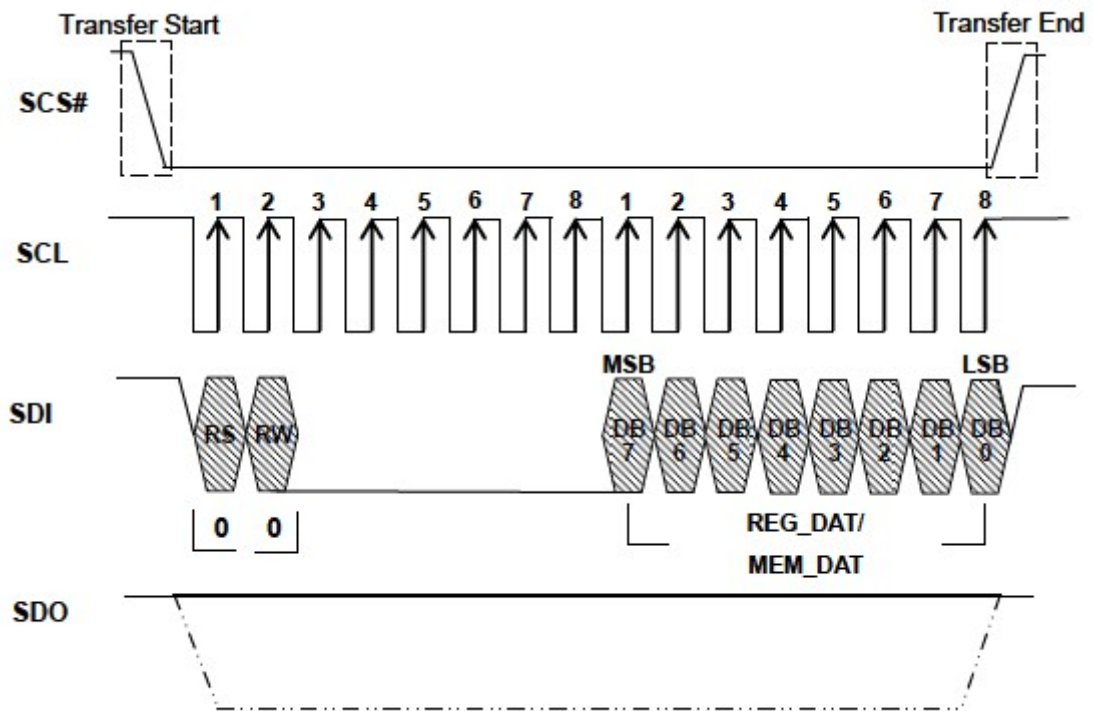 Transfer Start
Transfer End
SCS#
1 2 3 4 5 6 7 8 1 2 3 4 5 6 7 8
SCL
MSB LSB
SDI
RS RW DB 7 DB 6 DB 5 DB 4 DB 3 DB 2 DB 1 DB 0
0 0
REG_DAT/
MEM_DAT
SDO